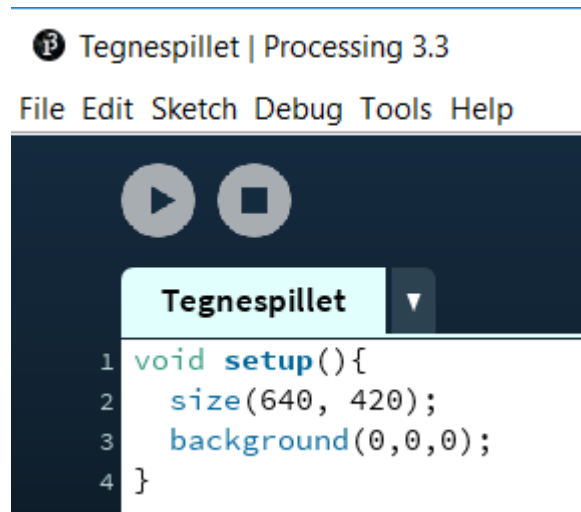 Tegnespillet | Processing 3.3
File Edit Sketch Debug Tools Help
Tegnespillet
1 void setup(){
2   size(640, 420);
3   background(0,0,0);
4 }